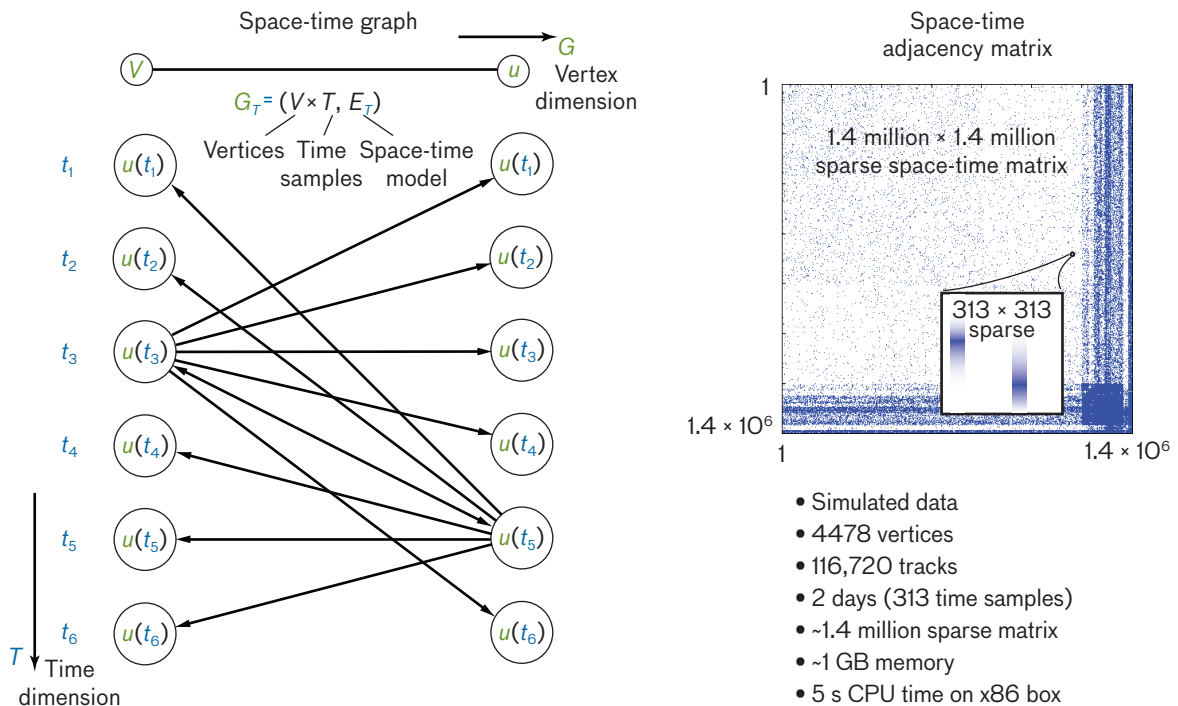 Space-time graph
G
Vertex
dimension
V
u
G_T = (V × T, E_T)
Vertices Time Space-time
samples model
t₁ u(t₁) u(t₁)
t₂ u(t₂) u(t₂)
t₃ u(t₃) u(t₃)
t₄ u(t₄) u(t₄)
t₅ u(t₅) u(t₅)
t₆ u(t₆) u(t₆)
T Time
dimension
Space-time
adjacency matrix
1
1.4 million × 1.4 million
sparse space-time matrix
313 × 313
sparse
1.4 × 10⁶
1 1.4 × 10⁶
• Simulated data
• 4478 vertices
• 116,720 tracks
• 2 days (313 time samples)
• ~1.4 million sparse matrix
• ~1 GB memory
• 5 s CPU time on x86 box